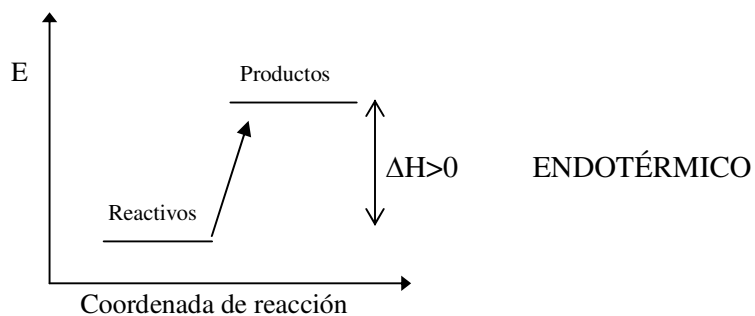 E
Productos
ΔH>0
ENDOTÉRMICO
Reactivos
Coordenada de reacción